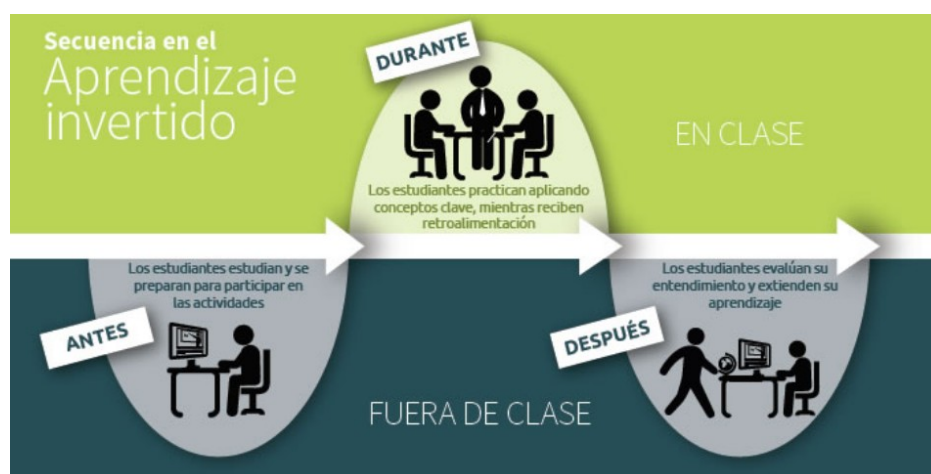 Secuencia en el
Aprendizaje
invertido
DURANTE
EN CLASE
Los estudiantes practican aplicando
conceptos clave, mientras reciben
retroalimentación
Los estudiantes estudian y se
preparan para participar en
las actividades
ANTES
Los estudiantes evalúan su
entendimiento y extienden su
aprendizaje
DESPUÉS
FUERA DE CLASE